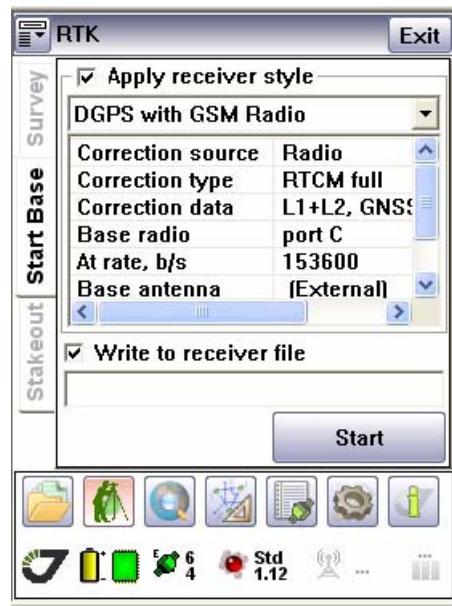 RTK
Exit
Survey
Start Base
Stakeout
Apply receiver style
DGPS with GSM Radio
Correction source Radio
Correction type RTCM full
Correction data L1+L2, GNSS
Base radio port C
At rate, b/s 153600
Base antenna (External)
Write to receiver file
Start
E 6
4
Std
1.12
...